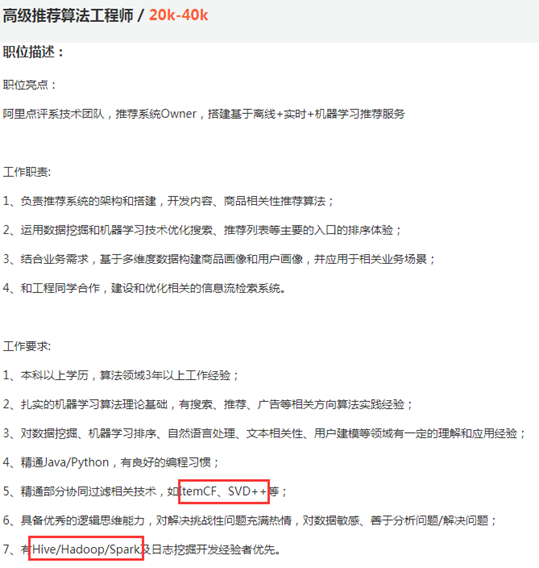 高级推荐算法工程师 / 20k-40k
职位描述：
职位亮点：
阿里点评系技术团队，推荐系统Owner，搭建基于离线+实时+机器学习推荐服务
工作职责:
1、负责推荐系统的架构和搭建，开发内容、商品相关性推荐算法；
2、运用数据挖掘和机器学习技术优化搜索、推荐列表等主要的入口的排序体验；
3、结合业务需求，基于多维度数据构建商品画像和用户画像，并应用于相关业务场景；
4、和工程同学合作，建设和优化相关的信息流检索系统。
工作要求:
1、本科以上学历，算法领域3年以上工作经验；
2、扎实的机器学习算法理论基础，有搜索、推荐、广告等相关方向算法实践经验；
3、对数据挖掘、机器学习排序、自然语言处理、文本相关性、用户建模等领域有一定的理解和应用经验；
4、精通Java/Python，有良好的编程习惯；
5、精通部分协同过滤相关技术，如ItemCF、SVD++等；
6、具备优秀的逻辑思维能力，对解决挑战性问题充满热情，对数据敏感、善于分析问题/解决问题；
7、有Hive/Hadoop/Spark及日志挖掘开发经验者优先。